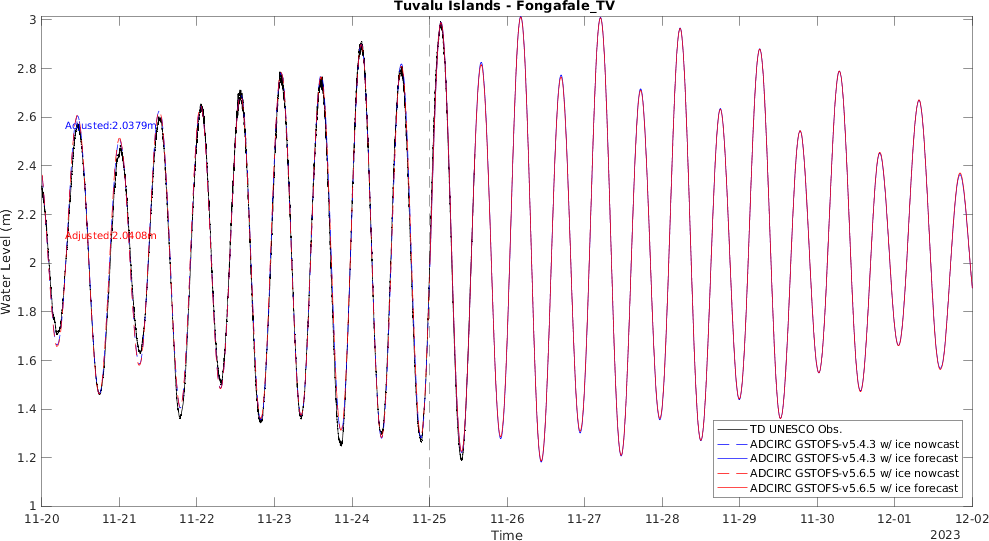 Tuvalu Islands - Fongafale_TV
3
2.8
2.6
2.4
2.2
2
1.8
1.6
1.4
1.2
1
Water Level (m)
Adjusted:2.0379m
Adjusted:2.0408m
TD UNESCO Obs.
ADCIRC GSTOFS-v5.4.3 w/ ice nowcast
ADCIRC GSTOFS-v5.4.3 w/ ice forecast
ADCIRC GSTOFS-v5.6.5 w/ ice nowcast
ADCIRC GSTOFS-v5.6.5 w/ ice forecast
11-20 11-21 11-22 11-23 11-24 11-25 11-26 11-27 11-28 11-29 11-30 12-01 12-02
Time
2023